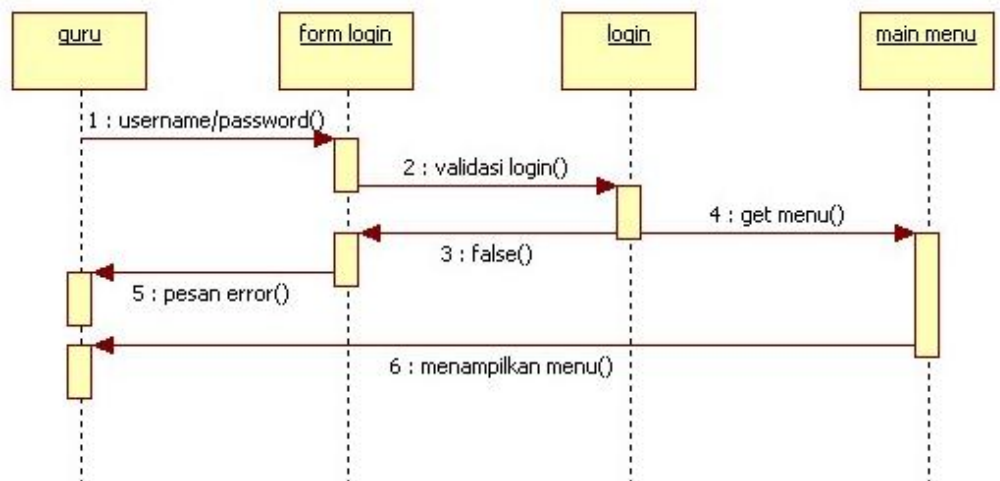 guru
form login
login
main menu
1 : username/password()
2 : validasi login()
4 : get menu()
3 : false()
5 : pesan error()
6 : menampilkan menu()